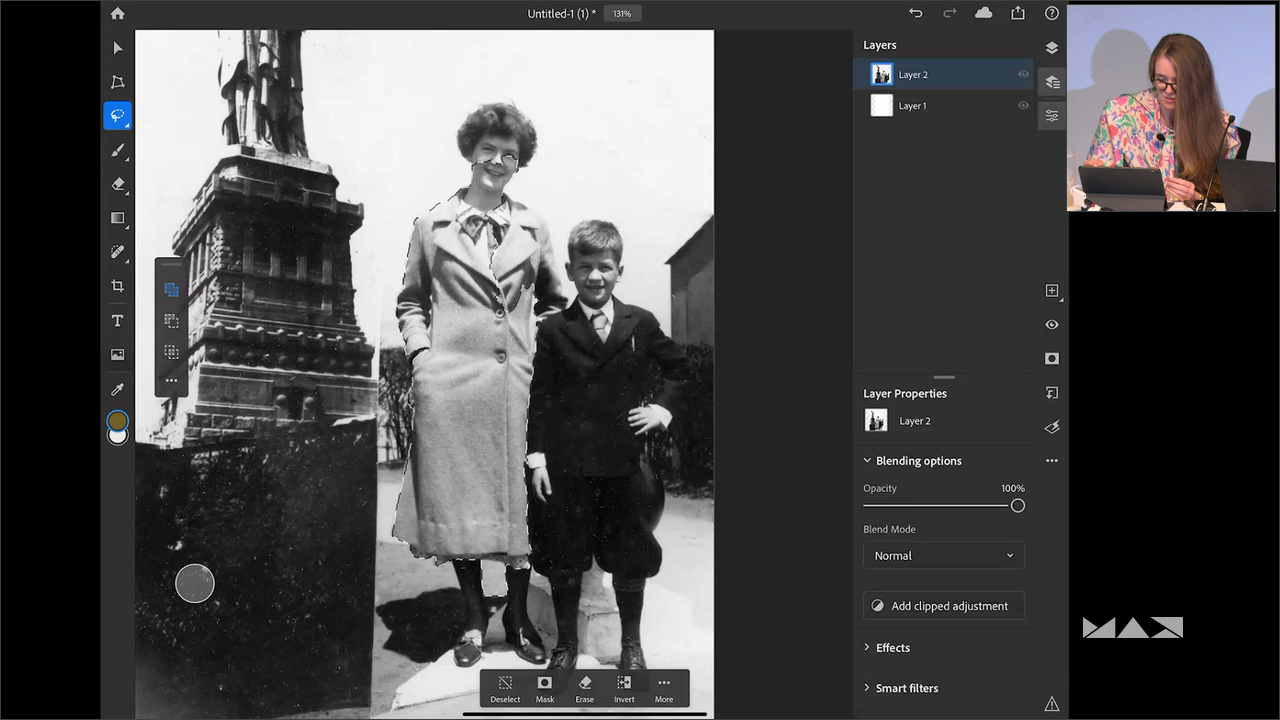 Untitled-1 (1) *
131%
Layers
Layer 2
Layer 1
Layer Properties
Layer 2
Blending options
Opacity
100%
Blend Mode
Normal
Add clipped adjustment
Effects
Smart filters
Deselect
Mask
Erase
Invert
More
MAX